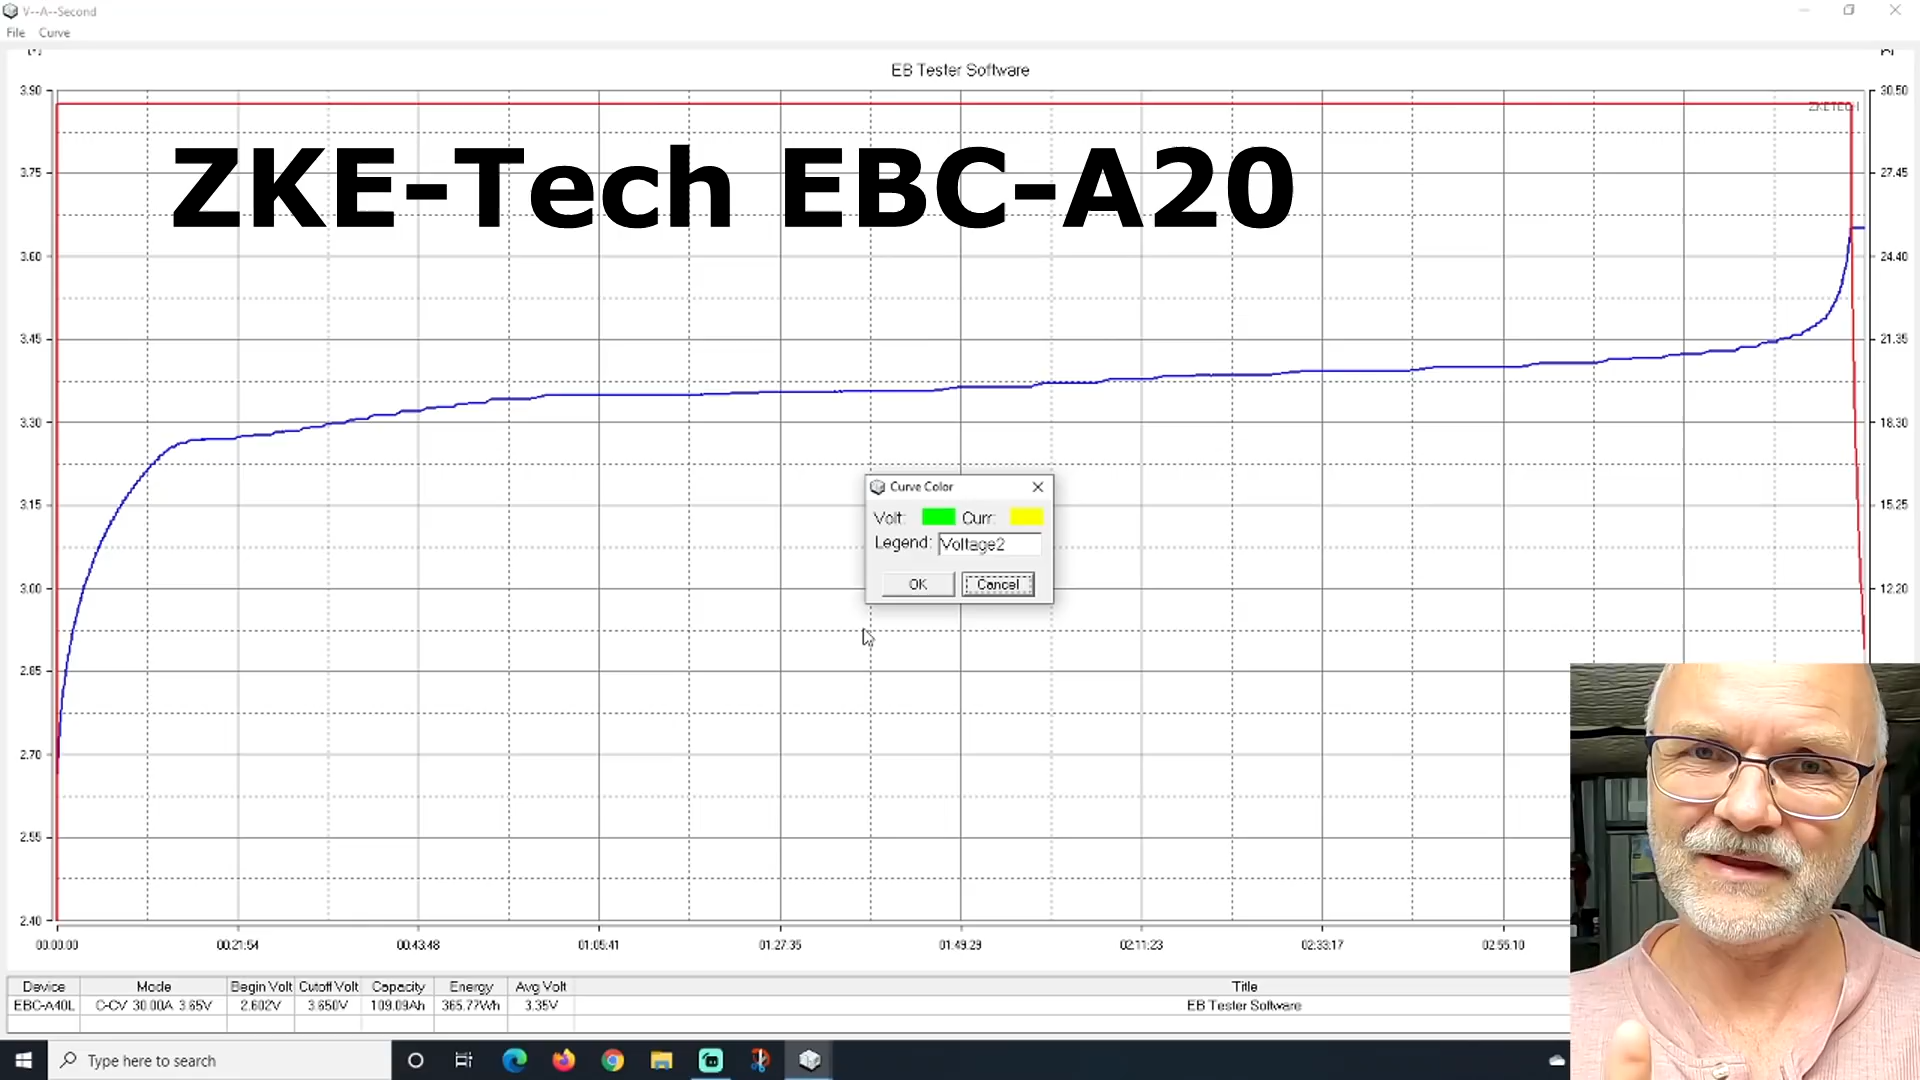 V--A--Second
File Curve
EB Tester Software
ZKETECH
ZKE-Tech EBC-A20
3.90
3.75
3.60
3.45
3.30
3.15
3.00
2.85
2.70
2.55
2.40
30.50
27.45
24.40
21.35
18.30
15.25
12.20
Curve Color
Volt: Curr:
Legend: Voltage2
OK Cancel
00:00:00 00:21:54 00:43:48 01:05:41 01:27:35 01:49:29 02:11:23 02:33:17 02:55:10
Device Mode Begin Volt Cutoff Volt Capacity Energy Avg Volt Title
EBC-A40L C-CV 30.00A 3.65V 2.602V 3.650V 109.09Ah 365.77Wh 3.35V EB Tester Software
Type here to search